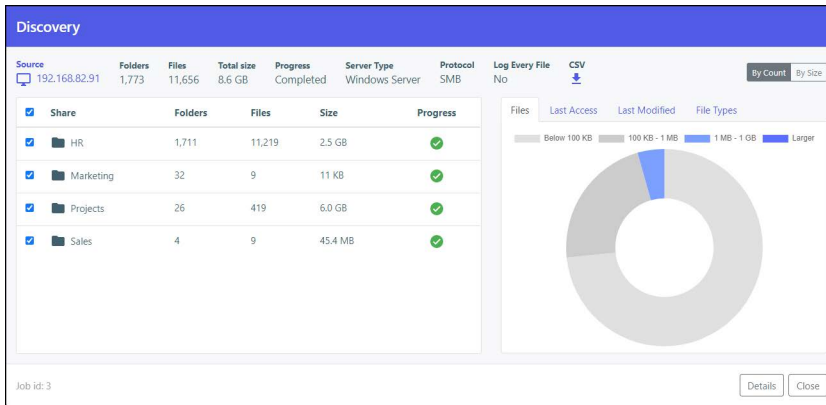 Discovery
Source Folders Files Total size Progress Server Type Protocol Log Every File CSV
192.168.82.91 1,773 11,656 8.6 GB Completed Windows Server SMB No
By Count By Size
Share Folders Files Size Progress
HR 1,711 11,219 2.5 GB
Marketing 32 9 11 KB
Projects 26 419 6.0 GB
Sales 4 9 45.4 MB
Files Last Access Last Modified File Types
Below 100 KB 100 KB - 1 MB 1 MB - 1 GB Larger
Job id: 3
Details Close